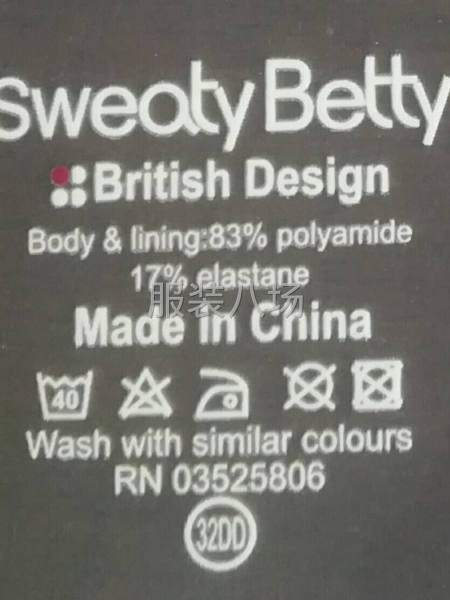 Sweaty Betty
British Design
Body & lining:83% polyamide
17% elastane
服装八场
Made in China
40
Wash with similar colours
RN 03525806
32DD